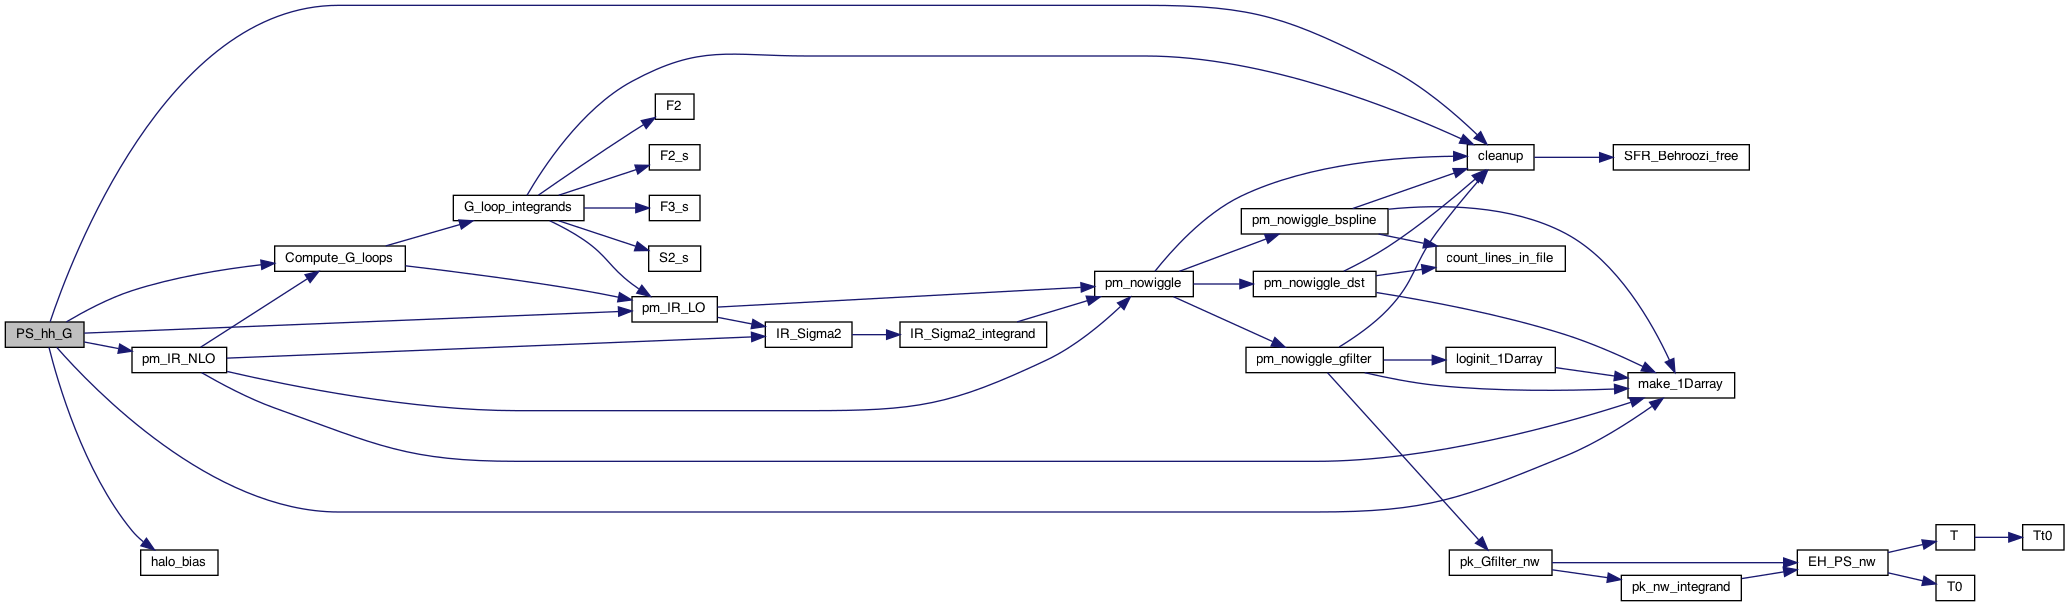 PS_hh_G
pm_IR_NLO
halo_bias
Compute_G_loops
G_loop_integrands
F2
F2_s
F3_s
S2_s
pm_IR_LO
IR_Sigma2
IR_Sigma2_integrand
pm_nowiggle
pm_nowiggle_bspline
pm_nowiggle_dst
pm_nowiggle_gfilter
cleanup
count_lines_in_file
loginit_1Darray
pk_Gfilter_nw
SFR_Behroozi_free
make_1Darray
pk_nw_integrand
EH_PS_nw
T
T0
Tt0